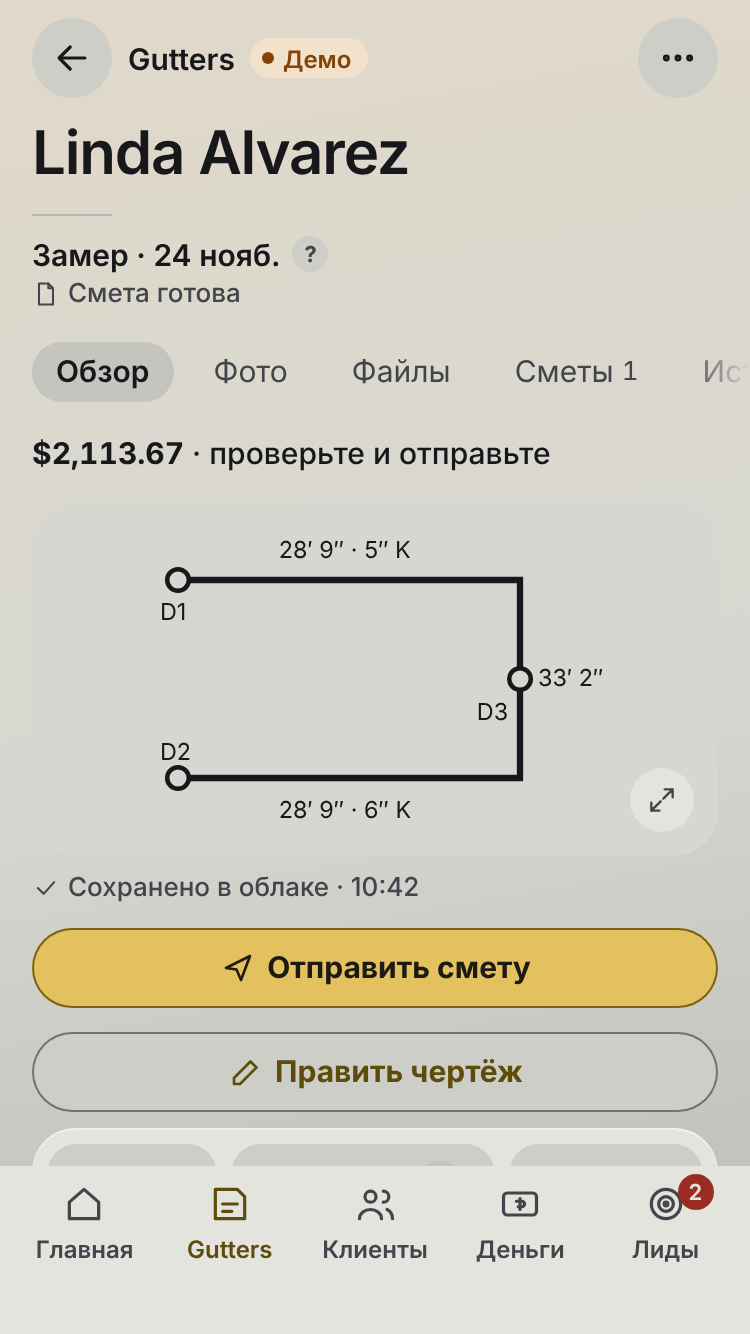 Gutters
Демо
Linda Alvarez
Замер · 24 нояб. ?
Смета готова
Обзор Фото Файлы Сметы 1
$2,113.67 · проверьте и отправьте
28′ 9″ · 5″ K
D1
33′ 2″
D3
D2
28′ 9″ · 6″ K
Сохранено в облаке · 10:42
Отправить смету
Править чертёж
2
Главная Gutters Клиенты Деньги Лиды